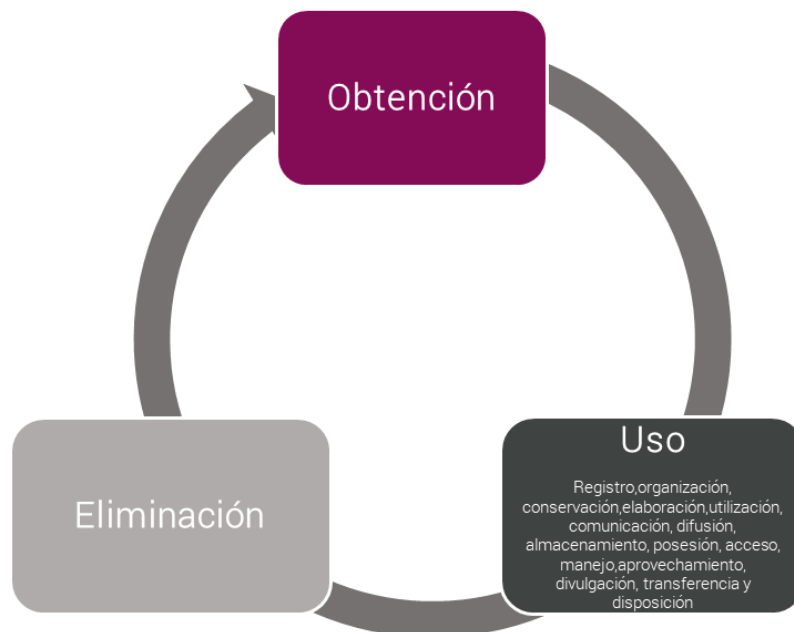 Obtención
Uso
Registro,organización,
conservación,elaboración,utilización,
comunicación, difusión,
almacenamiento, posesión, acceso,
manejo,aprovechamiento,
divulgación, transferencia y
disposición
Eliminación